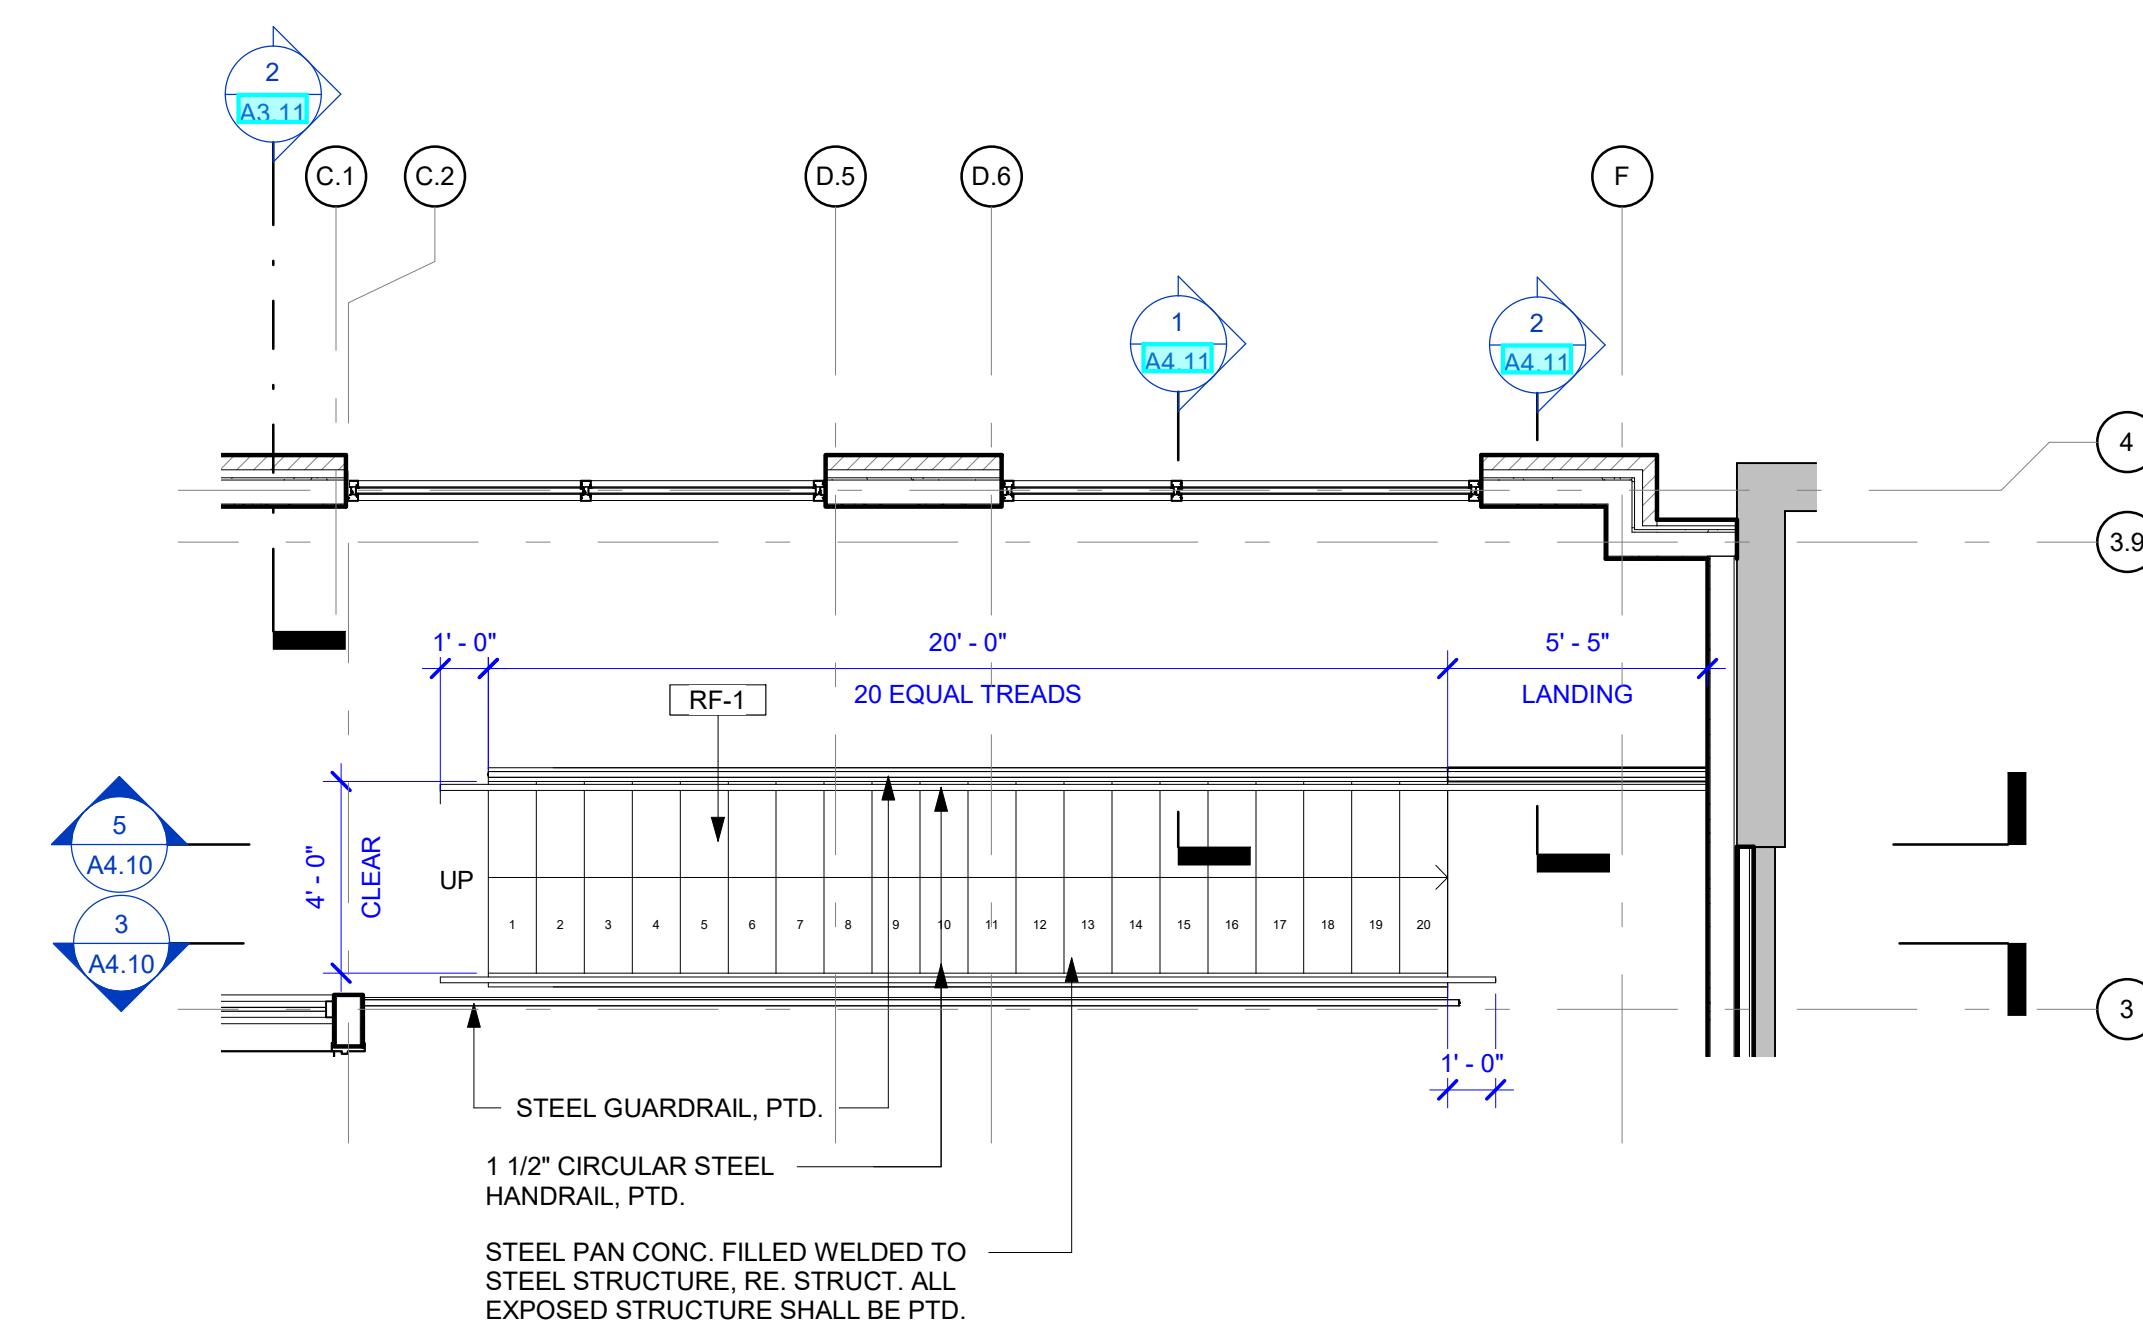 2
A3.11
C.1
C.2
D.5
D.6
F
1
A4.11
2
A4.11
4
3.9
1' - 0"
20' - 0"
5' - 5"
RF-1
20 EQUAL TREADS
LANDING
5
A4.10
3
A4.10
4' - 0"
CLEAR
UP
1 2 3 4 5 6 7 8 9 10 11 12 13 14 15 16 17 18 19 20
3
1' - 0"
STEEL GUARDRAIL, PTD.
1 1/2" CIRCULAR STEEL
HANDRAIL, PTD.
STEEL PAN CONC. FILLED WELDED TO
STEEL STRUCTURE, RE. STRUCT. ALL
EXPOSED STRUCTURE SHALL BE PTD.